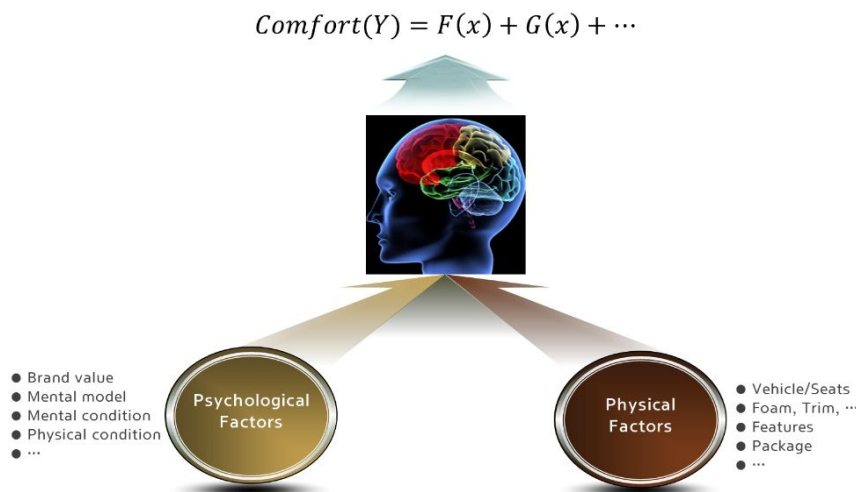 Comfort(Y) = F(x) + G(x) + ⋯
● Brand value
● Mental model
● Mental condition
● Physical condition
● ⋯
Psychological
Factors
Physical
Factors
● Vehicle/Seats
● Foam, Trim, ⋯
● Features
● Package
● ⋯